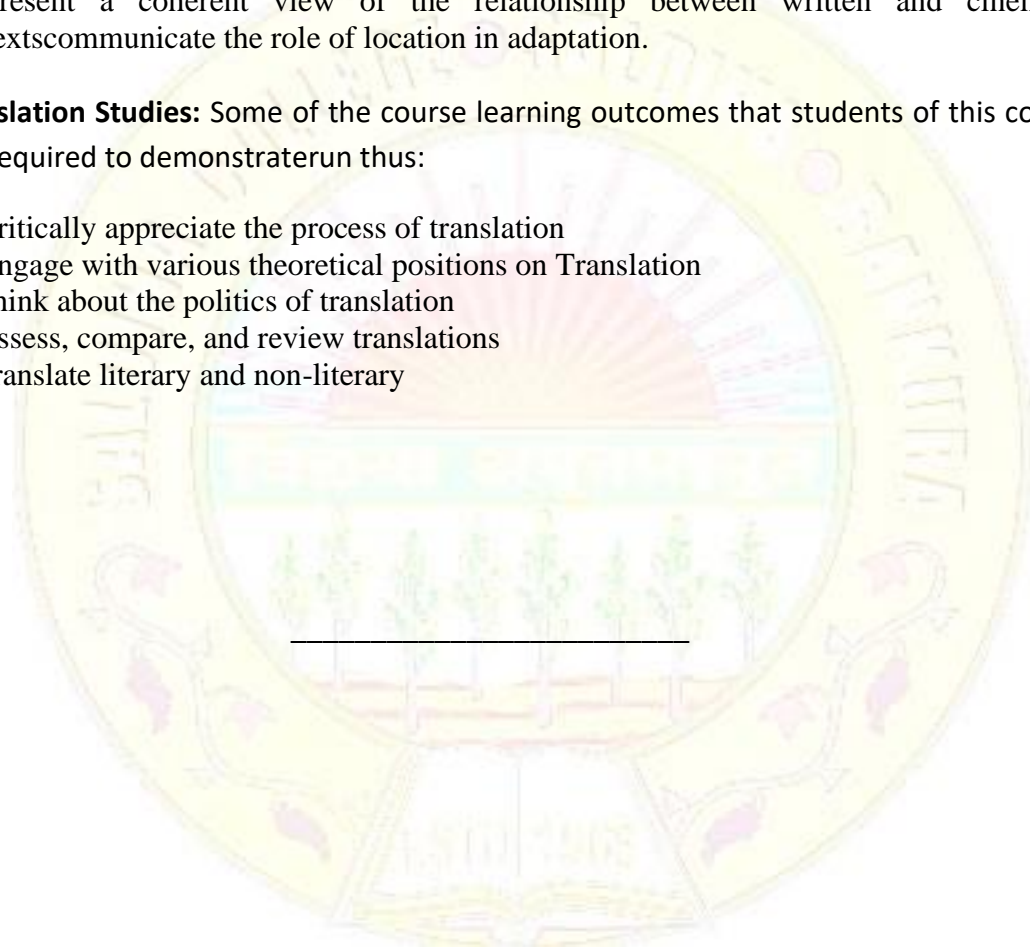 resent a coherent view of the relationship between written and cinem
extscommunicate the role of location in adaptation.
slation Studies: Some of the course learning outcomes that students of this co
equired to demonstraterun thus:
ritically appreciate the process of translation
ngage with various theoretical positions on Translation
hink about the politics of translation
ssess, compare, and review translations
ranslate literary and non-literary